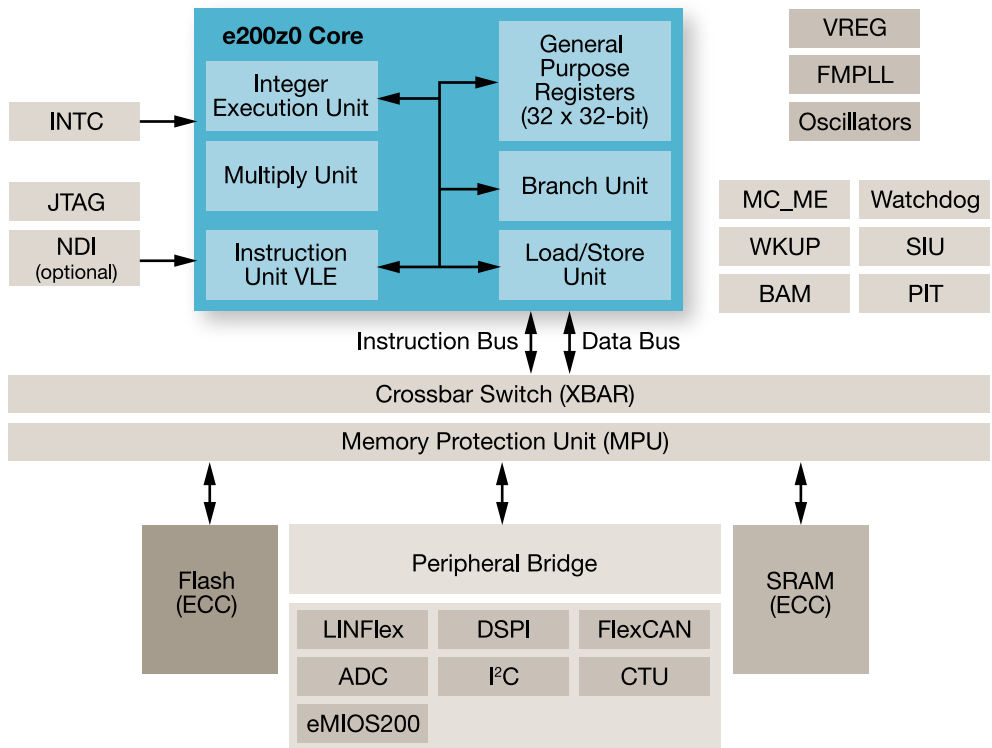 e200z0 Core
Integer
Execution Unit
Multiply Unit
Instruction
Unit VLE
General
Purpose
Registers
(32 x 32-bit)
Branch Unit
Load/Store
Unit
INTC
JTAG
NDI
(optional)
VREG
FMPLL
Oscillators
MC_ME
Watchdog
WKUP
SIU
BAM
PIT
Instruction Bus
Data Bus
Crossbar Switch (XBAR)
Memory Protection Unit (MPU)
Flash
(ECC)
Peripheral Bridge
SRAM
(ECC)
LINFlex
DSPI
FlexCAN
ADC
I²C
CTU
eMIOS200